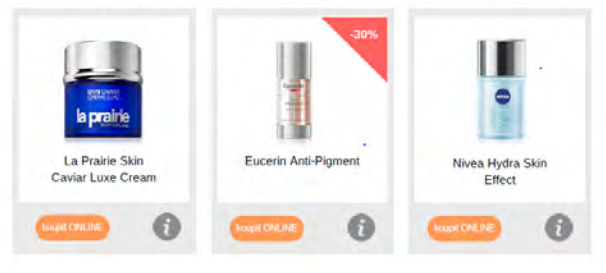 -30%
la prairie
Eucerin
NIVEA
La Prairie Skin
Caviar Luxe Cream
Eucerin Anti-Pigment
Nivea Hydra Skin
Effect
koupit ONLINE
i
koupit ONLINE
i
koupit ONLINE
i